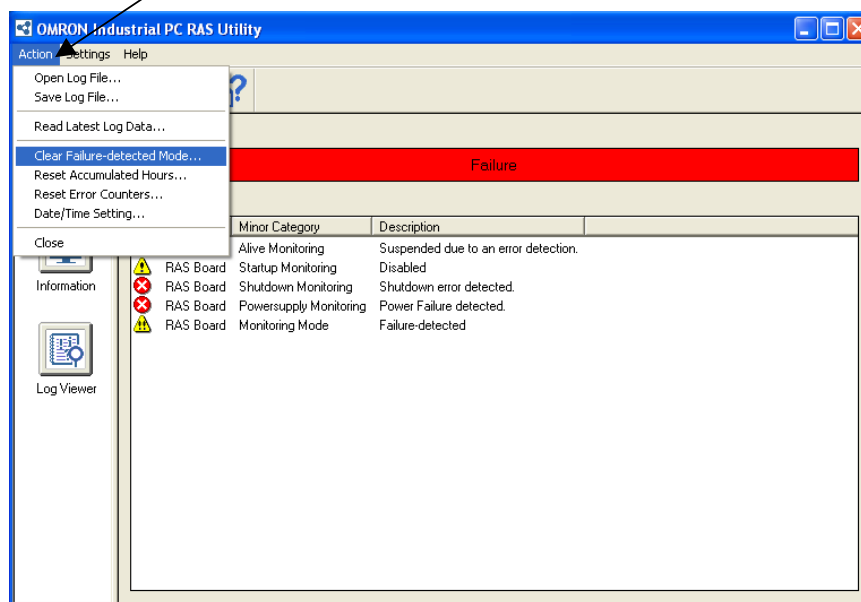 OMRON Industrial PC RAS Utility
Action Settings Help
Open Log File...
Save Log File...
Read Latest Log Data...
Clear Failure-detected Mode...
Reset Accumulated Hours...
Reset Error Counters...
Date/Time Setting...
Close
Failure
Minor Category Description
Alive Monitoring Suspended due to an error detection.
RAS Board Startup Monitoring Disabled
RAS Board Shutdown Monitoring Shutdown error detected.
RAS Board Powersupply Monitoring Power Failure detected.
RAS Board Monitoring Mode Failure-detected
Information
Log Viewer